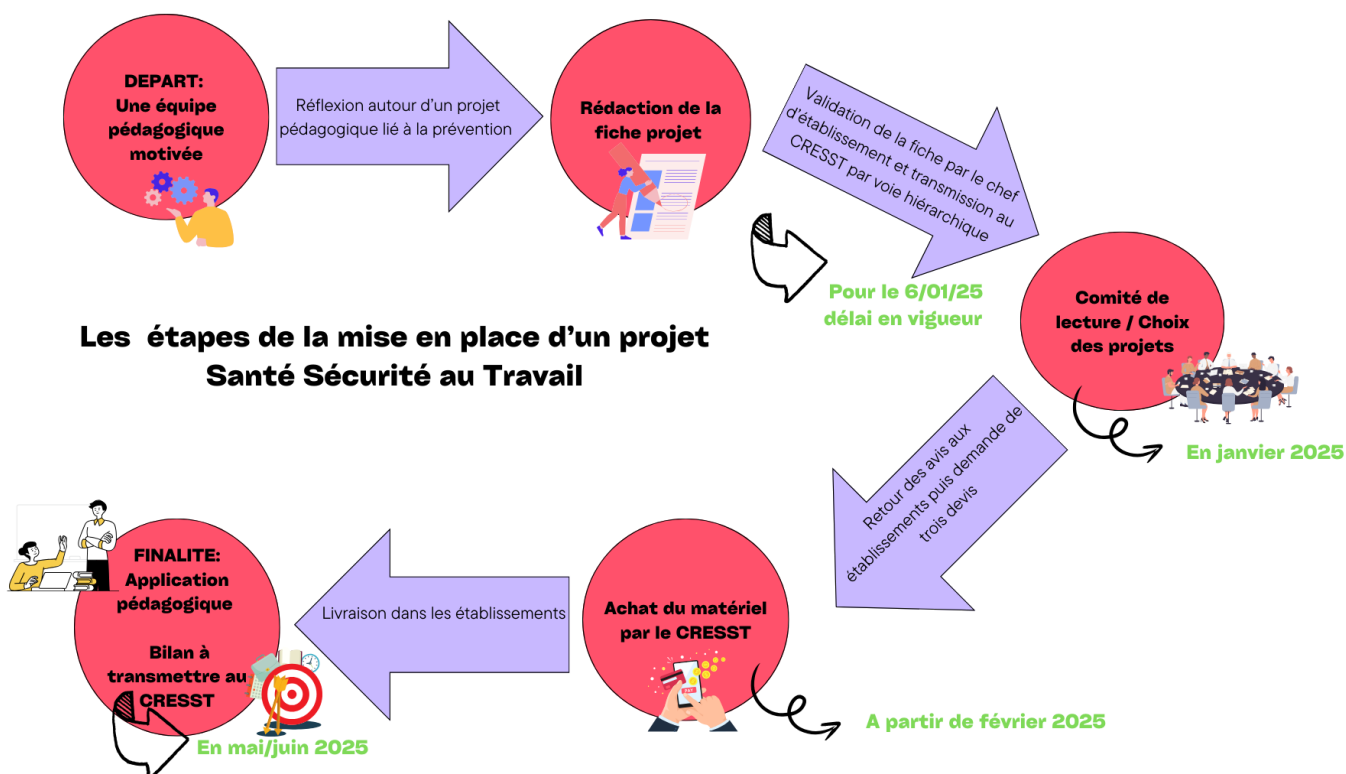 DEPART:
Une équipe
pédagogique
motivée
Réflexion autour d'un projet
pédagogique lié à la prévention
Rédaction de la
fiche projet
Validation de la fiche par le chef
d'établissement et transmission au
CRESST par voie hiérarchique
Pour le 6/01/25
délai en vigueur
Comité de
lecture / Choix
des projets
En janvier 2025
Les étapes de la mise en place d'un projet
Santé Sécurité au Travail
Retour des avis aux
établissements puis demande de
trois devis
Achat du matériel
par le CRESST
PAY
A partir de février 2025
Livraison dans les établissements
FINALITE:
Application
pédagogique
Bilan à
transmettre au
CRESST
En mai/juin 2025